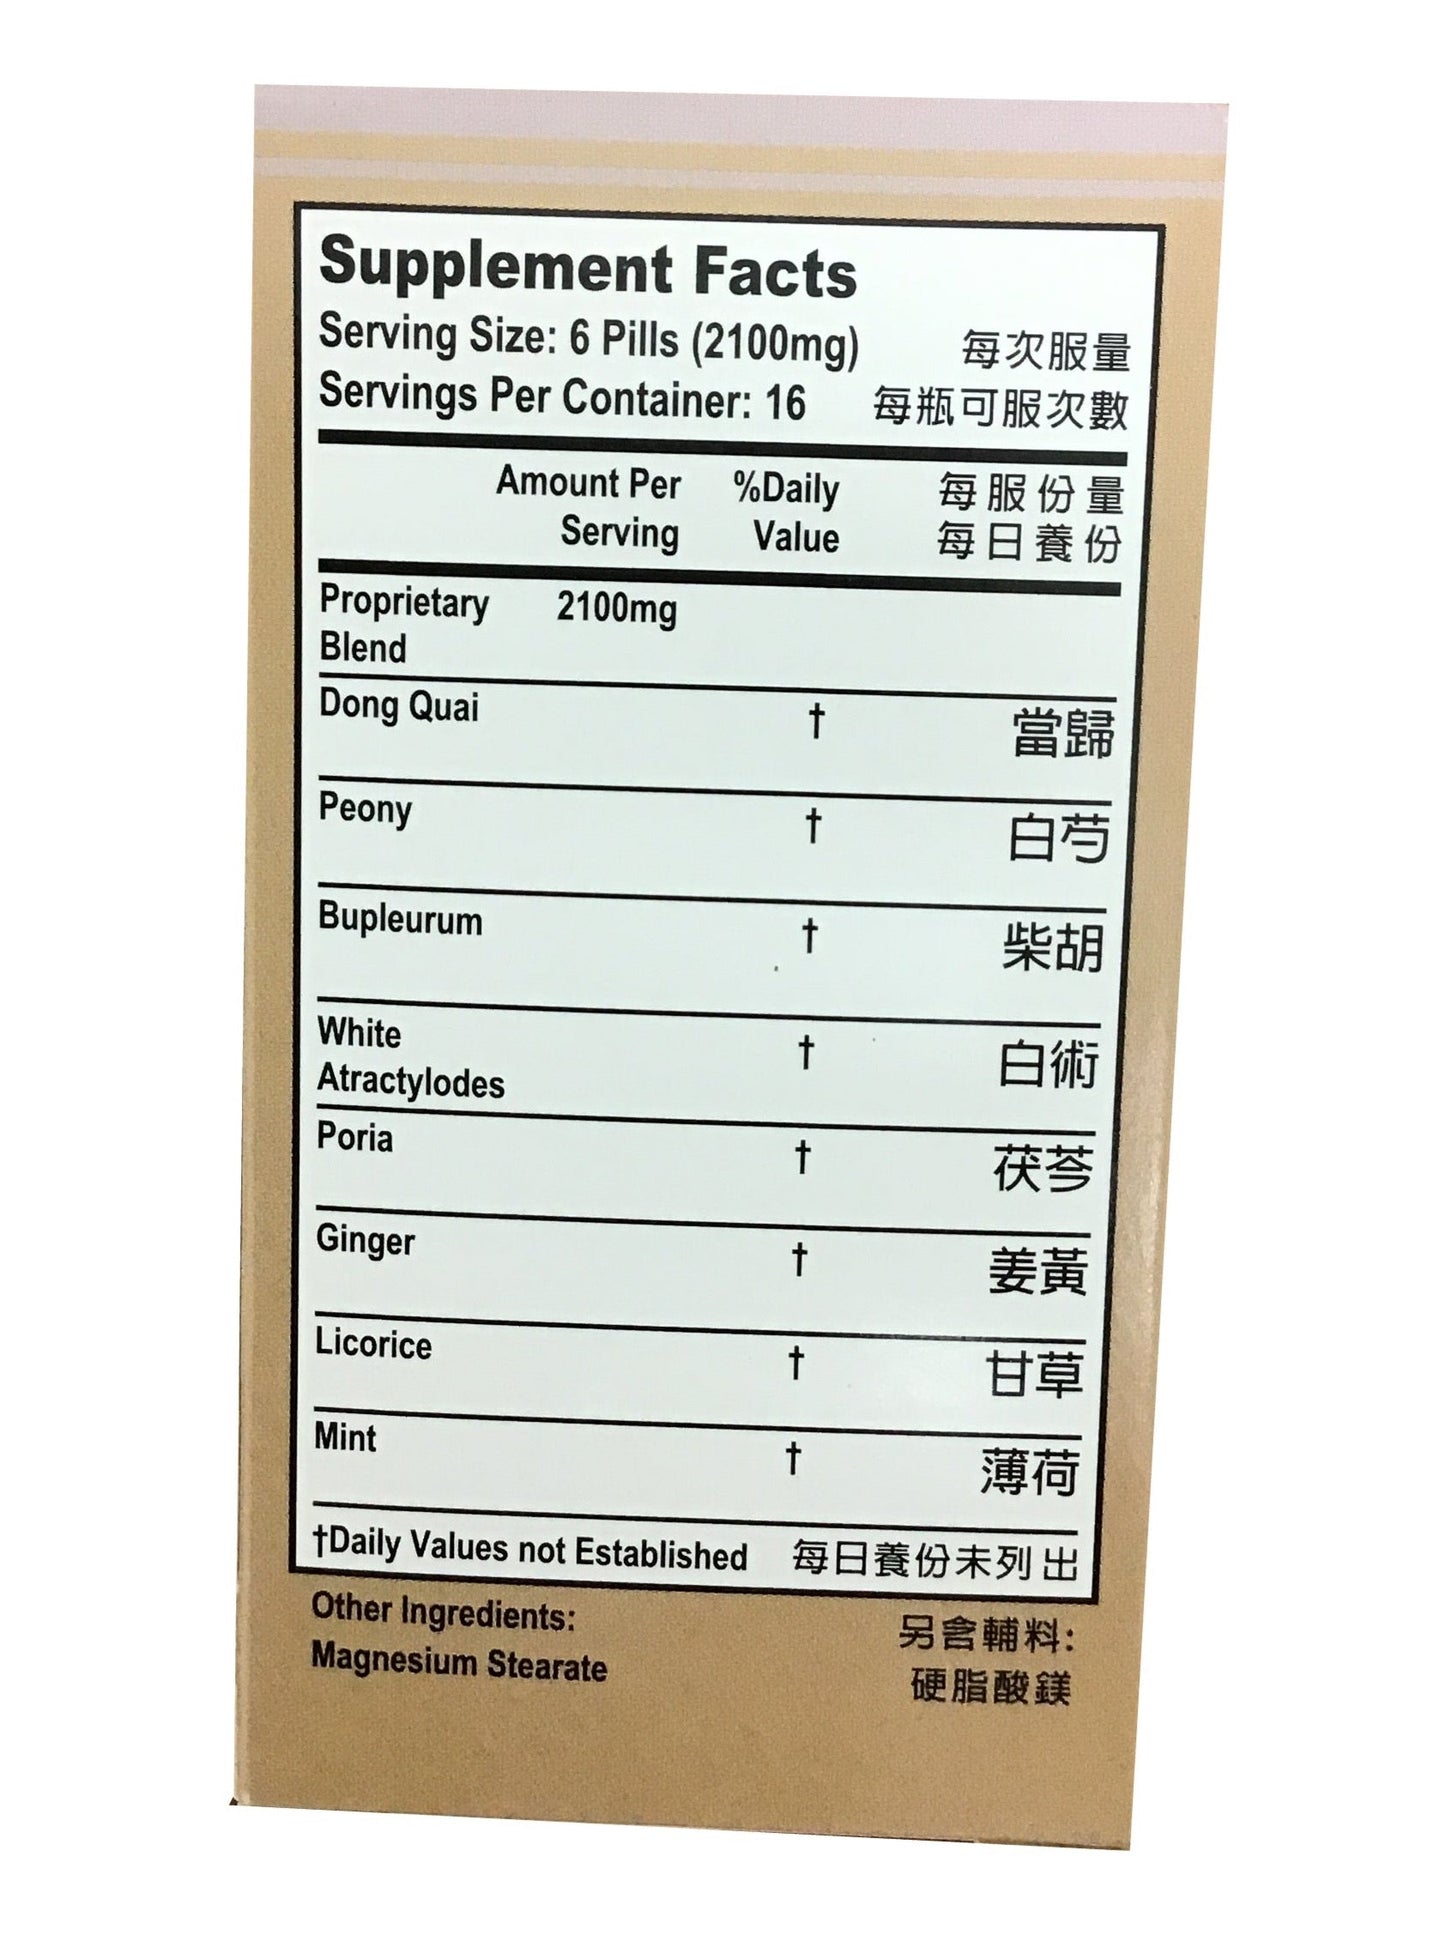 Supplement Facts
Serving Size: 6 Pills (2100mg) 每次服量
Servings Per Container: 16 每瓶可服次數
Amount Per %Daily 每服份量
Serving Value 每日養份
Proprietary 2100mg
Blend
Dong Quai † 當歸
Peony † 白芍
Bupleurum † 柴胡
White † 白術
Atractylodes
Poria † 茯苓
Ginger † 姜黃
Licorice † 甘草
Mint † 薄荷
†Daily Values not Established 每日養份未列出
Other Ingredients: 另含輔料:
Magnesium Stearate 硬脂酸鎂